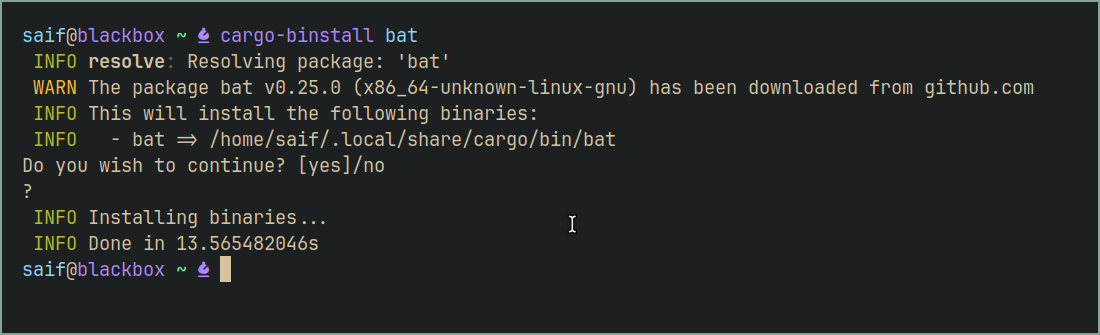 saif@blackbox ~ cargo-binstall bat
INFO resolve: Resolving package: 'bat'
WARN The package bat v0.25.0 (x86_64-unknown-linux-gnu) has been downloaded from github.com
INFO This will install the following binaries:
INFO - bat => /home/saif/.local/share/cargo/bin/bat
Do you wish to continue? [yes]/no
?
INFO Installing binaries...
INFO Done in 13.565482046s
saif@blackbox ~